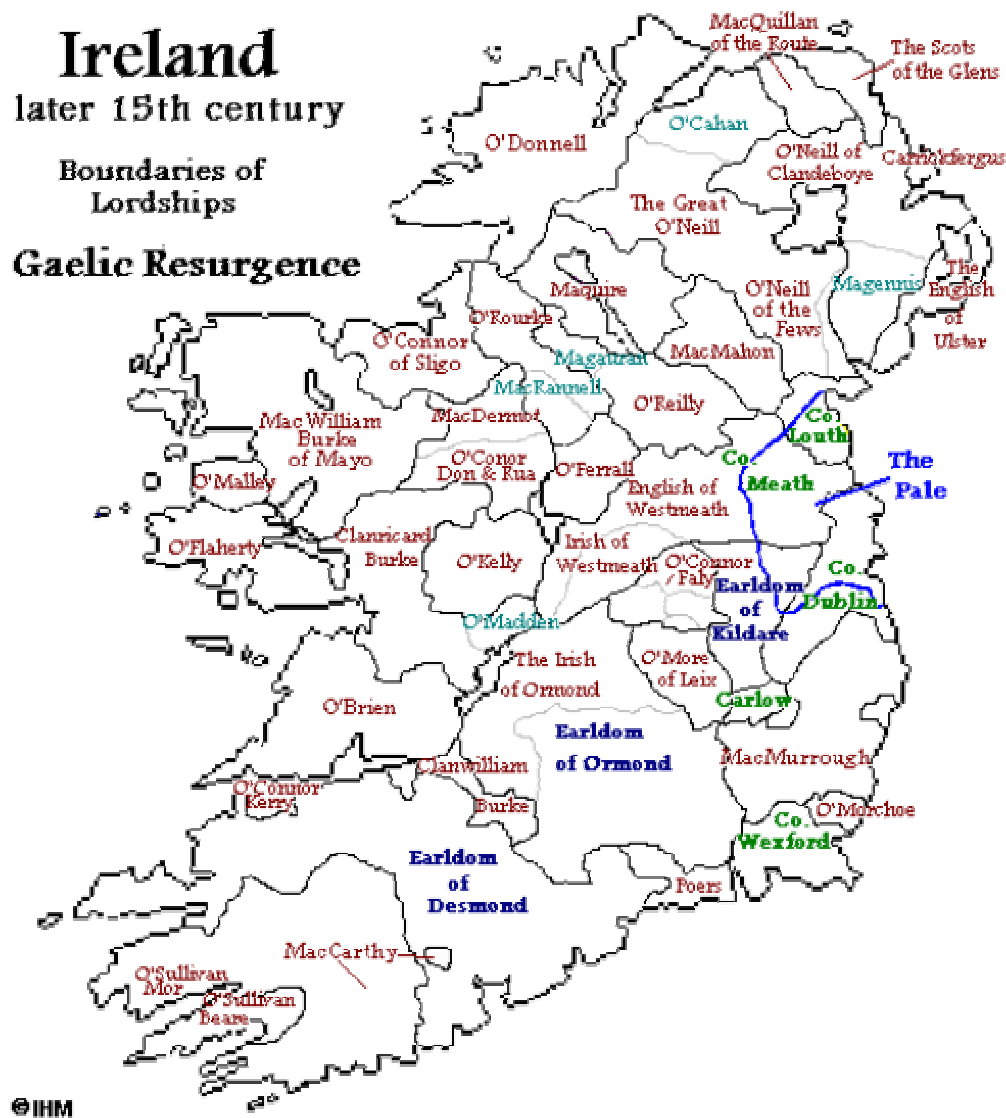 Ireland
later 15th century
Boundaries of
Lordships
Gaelic Resurgence
MacQuillan
of the Route
The Scots
of the Glens
O'Donnell
O'Cahan
O'Neill of
Clandeboye
Carrickfergus
The Great
O'Neill
Maquire
O'Neill
of the
Fews
Magennis
The
English
of
Ulster
O'Rourke
O'Connor
of Sligo
Magauran
MacMahon
MacRannell
O'Reilly
Mac William
Burke
of Mayo
MacDermot
Co.
Louth
O'Malley
O'Conor
Don & Rua
O'Ferrall
English of
Westmeath
Co.
Meath
The
Pale
O'Flaherty
Clanricard
Burke
O'Kelly
Irish of
Westmeath
O'Connor
Faly
Earldom
of
Kildare
Co.
Dublin
O'Madden
The Irish
of Ormond
O'More
of Leix
Carlow
O'Brien
Earldom
of Ormond
Clanwilliam
Burke
MacMurrough
O'Connor
Kerry
O'Morchoe
Co.
Wexford
Earldom
of
Desmond
Poers
MacCarthy
O'Sullivan
Mor
O'Sullivan
Beare
©IHM